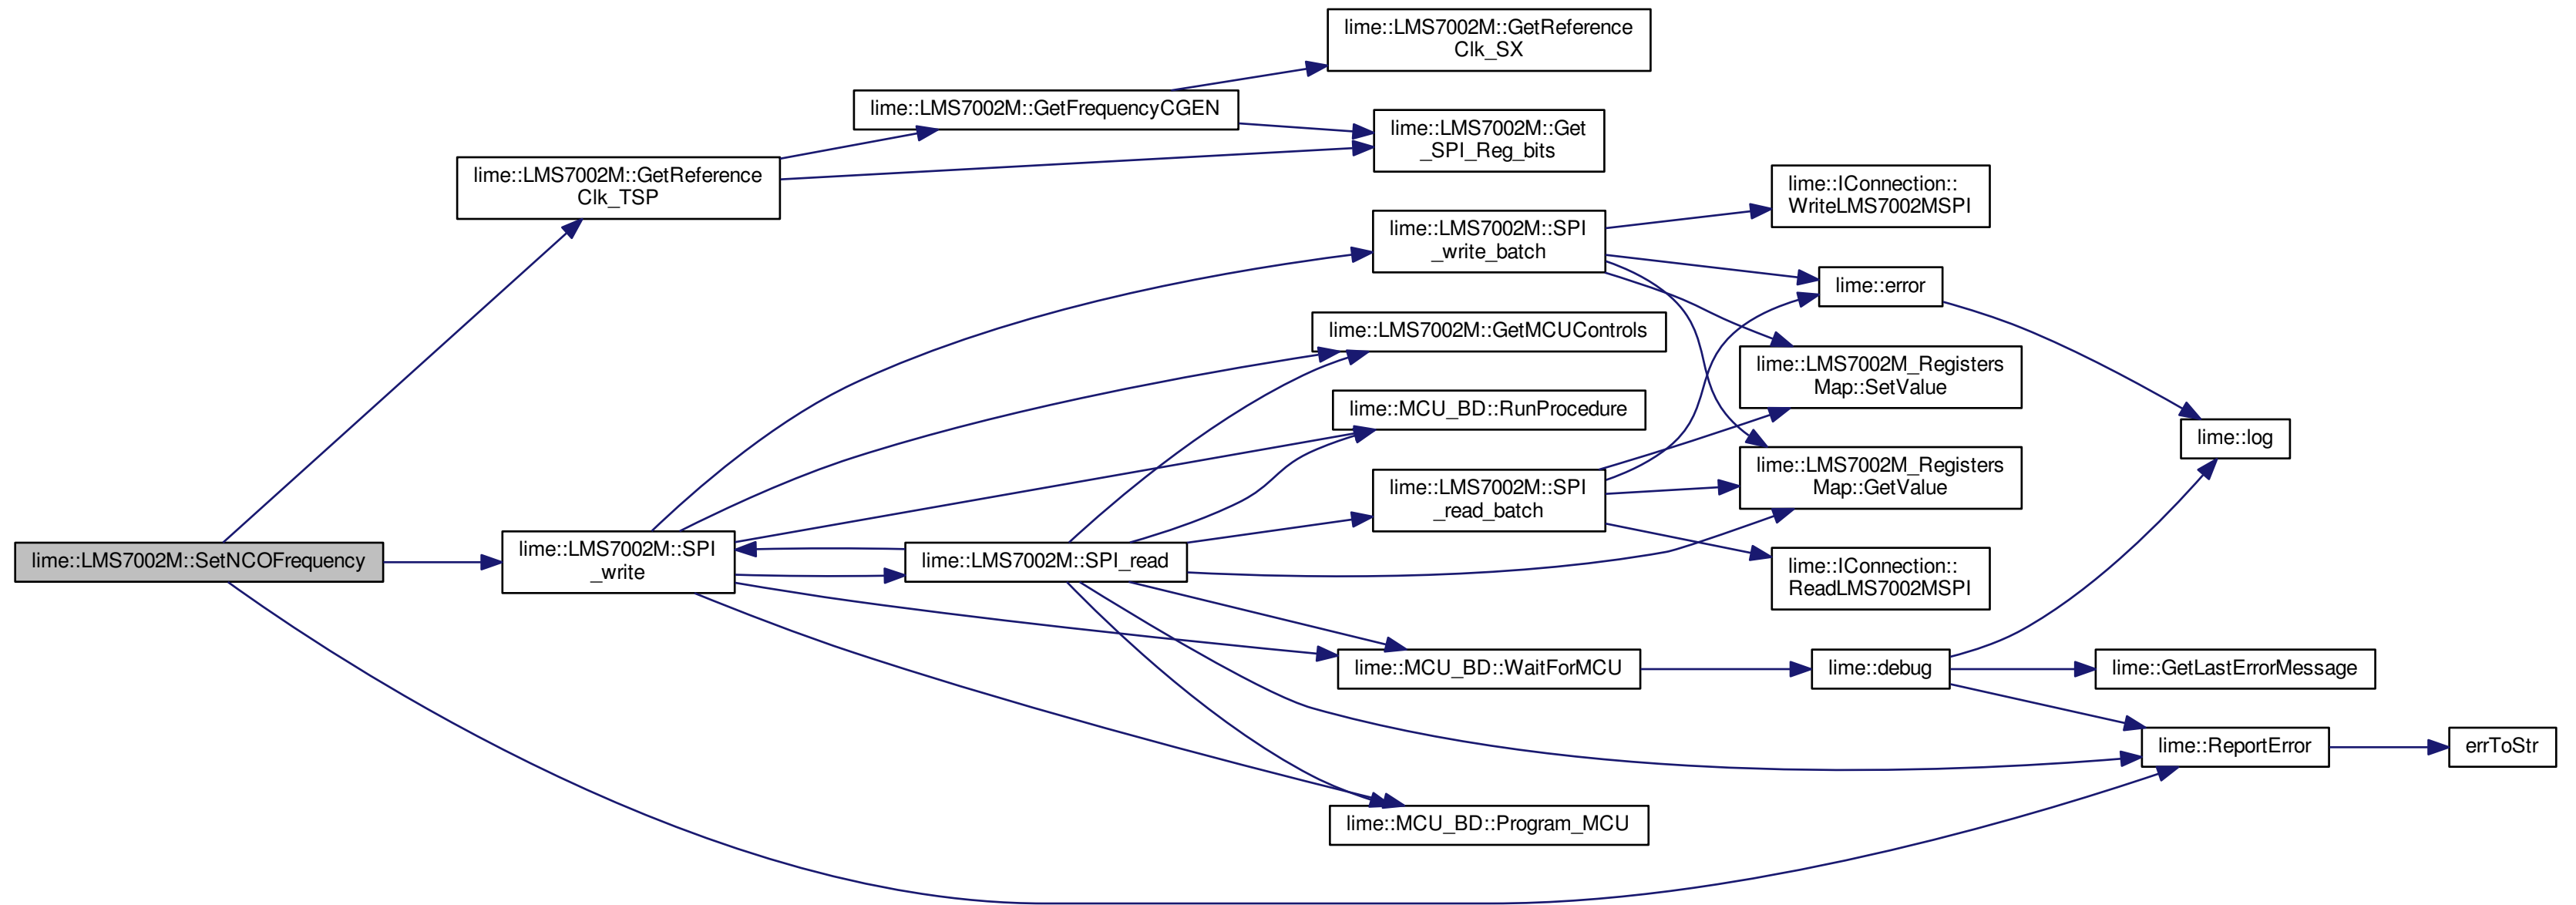 lime::LMS7002M::SetNCOFrequency
lime::LMS7002M::GetReference
Clk_TSP
lime::LMS7002M::SPI
_write
lime::LMS7002M::GetFrequencyCGEN
lime::LMS7002M::SPI_read
lime::LMS7002M::GetReference
Clk_SX
lime::LMS7002M::Get
_SPI_Reg_bits
lime::LMS7002M::SPI
_write_batch
lime::LMS7002M::GetMCUControls
lime::MCU_BD::RunProcedure
lime::LMS7002M::SPI
_read_batch
lime::MCU_BD::WaitForMCU
lime::MCU_BD::Program_MCU
lime::IConnection::
WriteLMS7002MSPI
lime::error
lime::LMS7002M_Registers
Map::SetValue
lime::LMS7002M_Registers
Map::GetValue
lime::IConnection::
ReadLMS7002MSPI
lime::debug
lime::log
lime::GetLastErrorMessage
lime::ReportError
errToStr